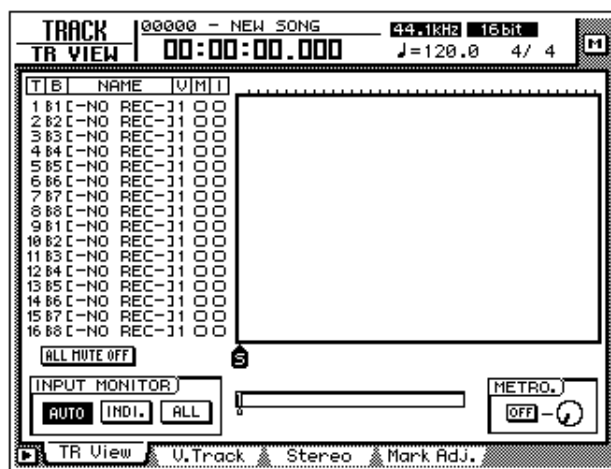 TRACK 00000 - NEW SONG 44.1kHz 16bit
TR VIEW 00:00:00.000 ♩=120.0 4/ 4 M
T B NAME V M I
1 B1 [-NO REC-] 1
2 B2 [-NO REC-] 1
3 B3 [-NO REC-] 1
4 B4 [-NO REC-] 1
5 B5 [-NO REC-] 1
6 B6 [-NO REC-] 1
7 B7 [-NO REC-] 1
8 B8 [-NO REC-] 1
9 B1 [-NO REC-] 1
10 B2 [-NO REC-] 1
11 B3 [-NO REC-] 1
12 B4 [-NO REC-] 1
13 B5 [-NO REC-] 1
14 B6 [-NO REC-] 1
15 B7 [-NO REC-] 1
16 B8 [-NO REC-] 1
ALL MUTE OFF S
INPUT MONITOR METRO.
AUTO INDI. ALL OFF
TR View V.Track Stereo Mark Adj.